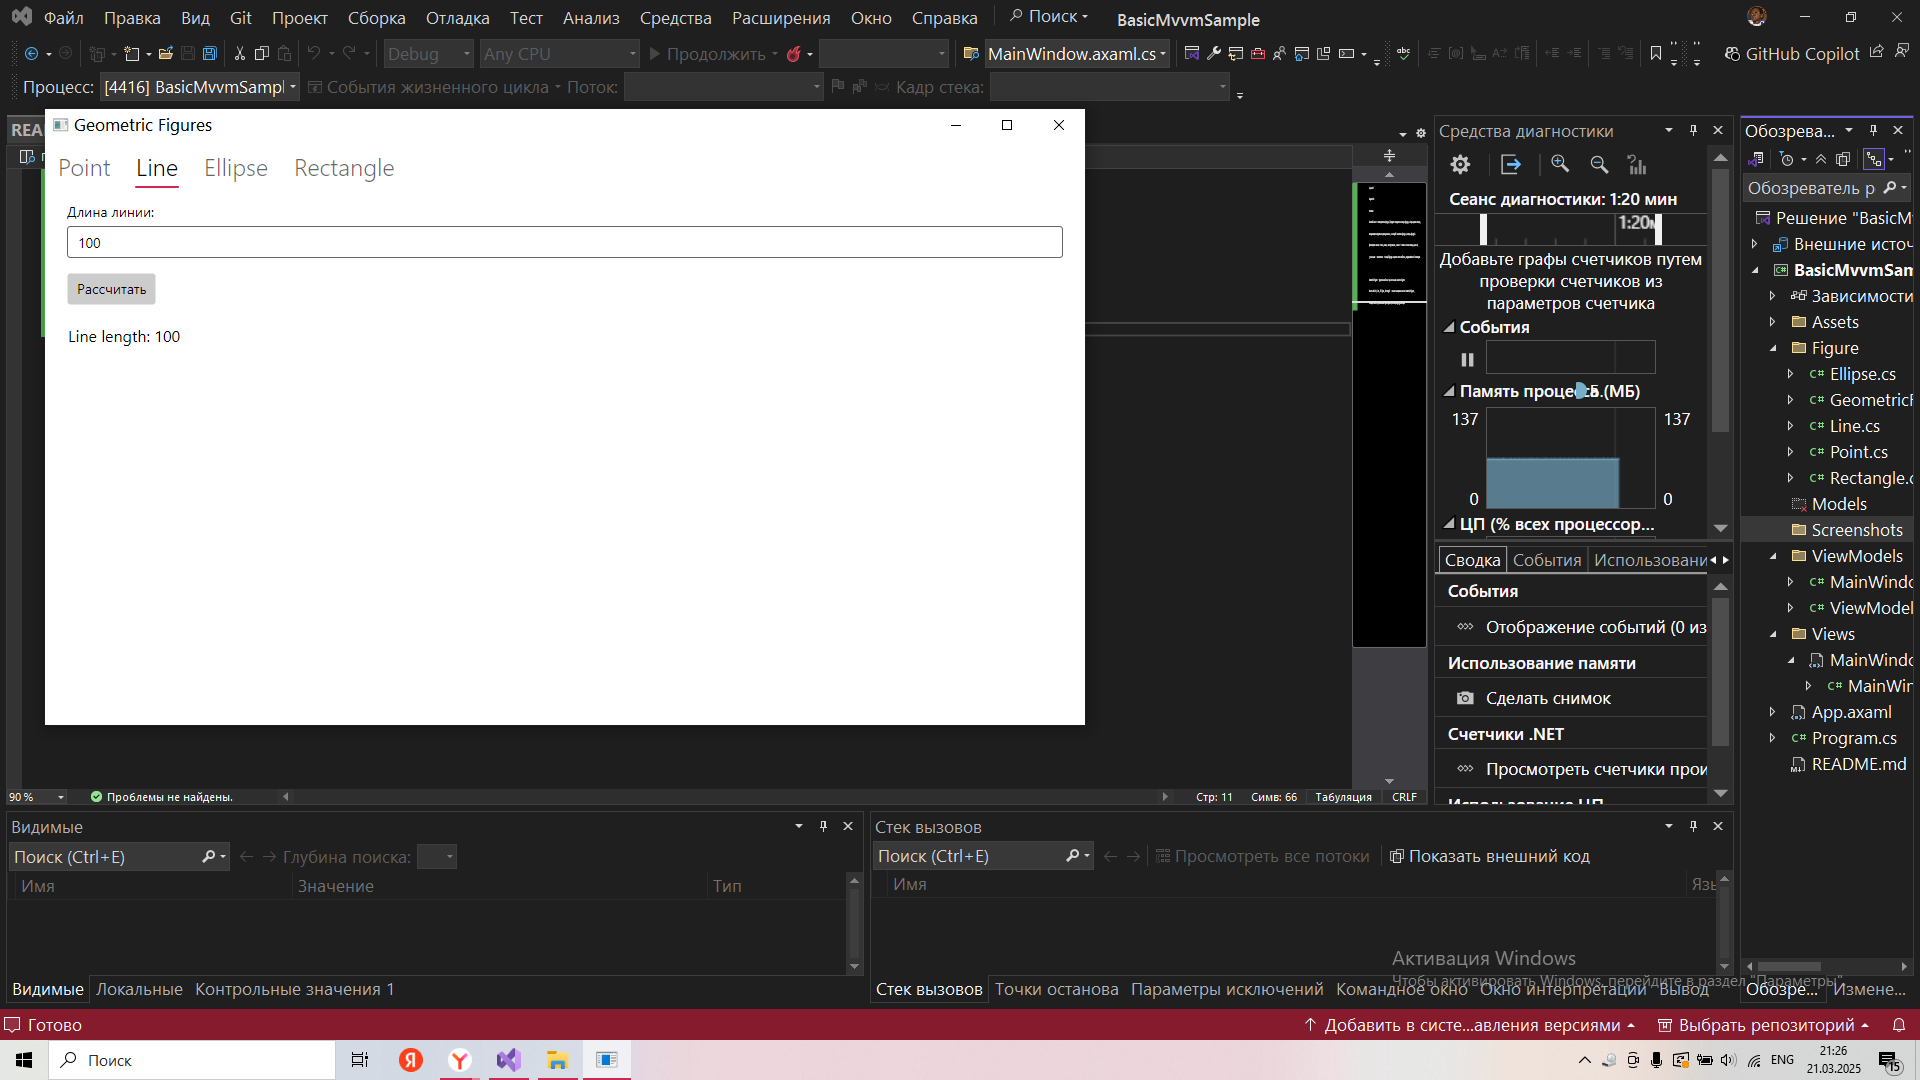 Файл Правка Вид Git Проект Сборка Отладка Тест Анализ Средства Расширения Окно Справка Поиск BasicMvvmSample
Debug Any CPU Продолжить MainWindow.axaml.cs GitHub Copilot
Процесс: [4416] BasicMvvmSampl События жизненного цикла Поток: Кадр стека:
REA
Geometric Figures
Point Line Ellipse Rectangle
Длина линии:
100
Рассчитать
Line length: 100
90 % Проблемы не найдены. Стр: 11 Симв: 66 Табуляция CRLF
Средства диагностики
Сеанс диагностики: 1:20 мин
1:20м
Добавьте графы счетчиков путем
проверки счетчиков из
параметров счетчика
События
Память процесса (МБ)
137 137
0 0
ЦП (% всех процессор...
Сводка События Использовани
События
Отображение событий (0 из
Использование памяти
Сделать снимок
Счетчики .NET
Просмотреть счетчики прои
Использование ЦП
Обозрева...
Обозреватель р
Решение "BasicM
Внешние источ
BasicMvvmSam
Зависимости
Assets
Figure
Ellipse.cs
GeometricF
Line.cs
Point.cs
Rectangle.c
Models
Screenshots
ViewModels
MainWindo
ViewModel
Views
MainWindo
MainWin
App.axaml
Program.cs
README.md
Обозре... Измене...
Видимые
Поиск (Ctrl+E) Глубина поиска:
Имя Значение Тип
Видимые Локальные Контрольные значения 1
Стек вызовов
Поиск (Ctrl+E) Просмотреть все потоки Показать внешний код
Имя Язы
Стек вызовов Точки останова Параметры исключений Командное окно Окно интерпретации Вывод
Активация Windows
Чтобы активировать Windows, перейдите в раздел "Параметры".
Готово Добавить в систе...авления версиями Выбрать репозиторий
Поиск ENG 21:26
21.03.2025
15